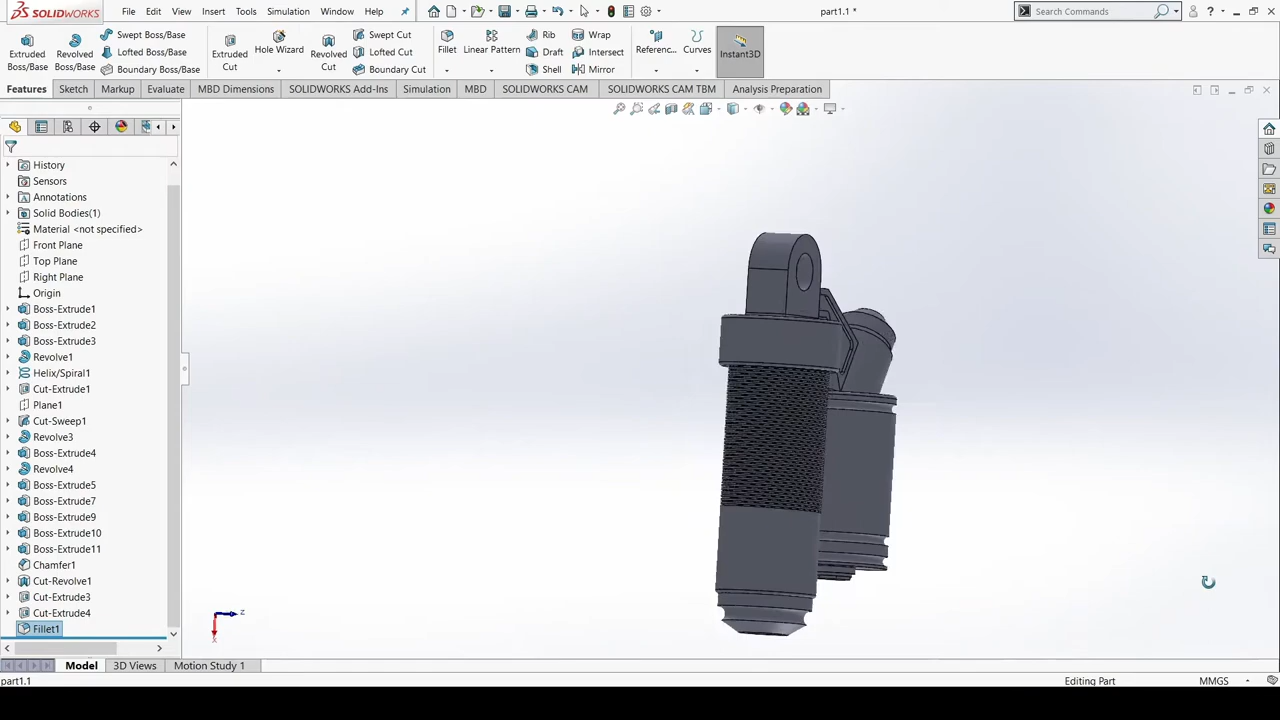 SOLIDWORKS File Edit View Insert Tools Simulation Window Help part1.1 * Search Commands ?
Extruded Boss/Base Revolved Boss/Base Swept Boss/Base Lofted Boss/Base Boundary Boss/Base Extruded Cut Hole Wizard Revolved Cut Swept Cut Lofted Cut Boundary Cut Fillet Linear Pattern Rib Draft Shell Wrap Intersect Mirror Referenc... Curves Instant3D
Features Sketch Markup Evaluate MBD Dimensions SOLIDWORKS Add-Ins Simulation MBD SOLIDWORKS CAM SOLIDWORKS CAM TBM Analysis Preparation
History
Sensors
Annotations
Solid Bodies(1)
Material <not specified>
Front Plane
Top Plane
Right Plane
Origin
Boss-Extrude1
Boss-Extrude2
Boss-Extrude3
Revolve1
Helix/Spiral1
Cut-Extrude1
Plane1
Cut-Sweep1
Revolve3
Boss-Extrude4
Revolve4
Boss-Extrude5
Boss-Extrude7
Boss-Extrude9
Boss-Extrude10
Boss-Extrude11
Chamfer1
Cut-Revolve1
Cut-Extrude3
Cut-Extrude4
Fillet1
z
x
Model 3D Views Motion Study 1
Editing Part MMGS